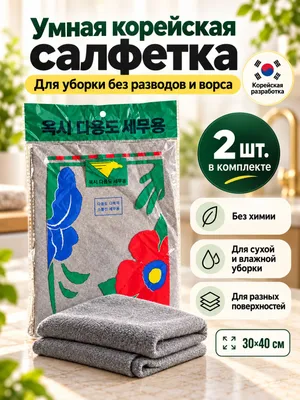 Умная корейская
салфетка
Для уборки без разводов и ворса
Корейская
разработка
옥시 다용도 세무용
2 шт.
в комплекте
Без химии
Для сухой
и влажной
уборки
Для разных
поверхностей
30×40 см